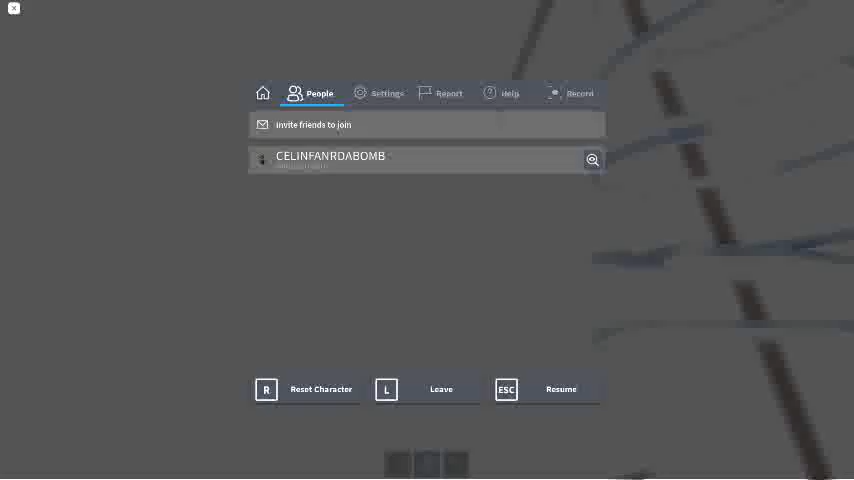 People
Settings
Report
Help
Record
Invite friends to join
CELINFANRDABOMB
R
Reset Character
L
Leave
ESC
Resume